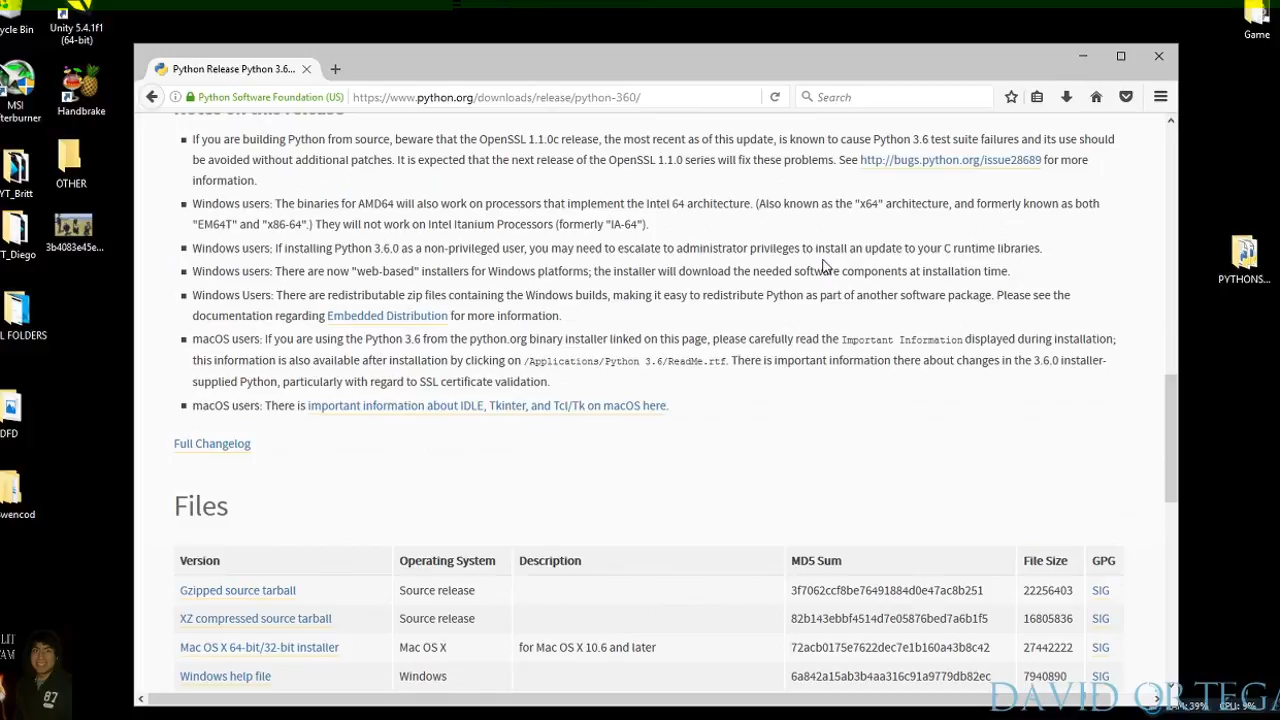 cycle Bin
Unity 5.4.1f1
(64-bit)
Game
MSI
fterburner
Handbrake
OTHER
YT_Britt
YT_Diego
3b4083e45e...
L FOLDERS
DFD
Swencod
PYTHONS...
Python Release Python 3.6...
Python Software Foundation (US)
https://www.python.org/downloads/release/python-360/
Search
Notes on this release
If you are building Python from source, beware that the OpenSSL 1.1.0c release, the most recent as of this update, is known to cause Python 3.6 test suite failures and its use should
be avoided without additional patches. It is expected that the next release of the OpenSSL 1.1.0 series will fix these problems. See http://bugs.python.org/issue28689 for more
information.
Windows users: The binaries for AMD64 will also work on processors that implement the Intel 64 architecture. (Also known as the "x64" architecture, and formerly known as both
"EM64T" and "x86-64".) They will not work on Intel Itanium Processors (formerly "IA-64").
Windows users: If installing Python 3.6.0 as a non-privileged user, you may need to escalate to administrator privileges to install an update to your C runtime libraries.
Windows users: There are now "web-based" installers for Windows platforms; the installer will download the needed software components at installation time.
Windows Users: There are redistributable zip files containing the Windows builds, making it easy to redistribute Python as part of another software package. Please see the
documentation regarding Embedded Distribution for more information.
macOS users: If you are using the Python 3.6 from the python.org binary installer linked on this page, please carefully read the Important Information displayed during installation;
this information is also available after installation by clicking on /Applications/Python 3.6/ReadMe.rtf. There is important information there about changes in the 3.6.0 installer-
supplied Python, particularly with regard to SSL certificate validation.
macOS users: There is important information about IDLE, Tkinter, and Tcl/Tk on macOS here.
Full Changelog
Files
Version Operating System Description MD5 Sum File Size GPG
Gzipped source tarball Source release 3f7062ccf8be76491884d0e47ac8b251 22256403 SIG
XZ compressed source tarball Source release 82b143ebbf4514d7e05876bed7a6b1f5 16805836 SIG
Mac OS X 64-bit/32-bit installer Mac OS X for Mac OS X 10.6 and later 72acb0175e7622dec7e1b160a43b8c42 27442222 SIG
Windows help file Windows 6a842a15ab3b4aa316c91a9779db82ec 7940890 SIG
87
DAVID ORTEGA
39% CPU: 9%